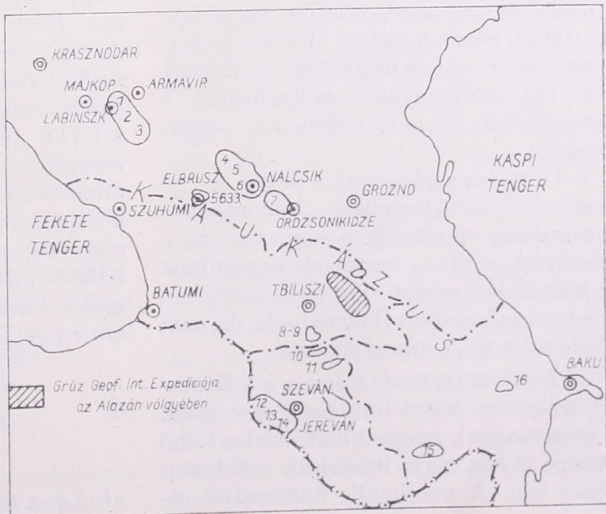 KRASZNODAR
MAJKOP
ARMAVIR
LABINSZK
1
2
3
KASPI
TENGER
4
5
6
ELBRUSZ
5633
NALCSIK
7
GROZNO
ORDZSONIKIDZE
SZUHUMI
FEKETE
TENGER
KAUKÁZUS
TBILISZI
BATUMI
8-9
10
11
Grúz Geof. Int. Expediciója
az Alazán völgyében
SZEVÁN
12
13
14
JEREVÁN
15
16
BAKU